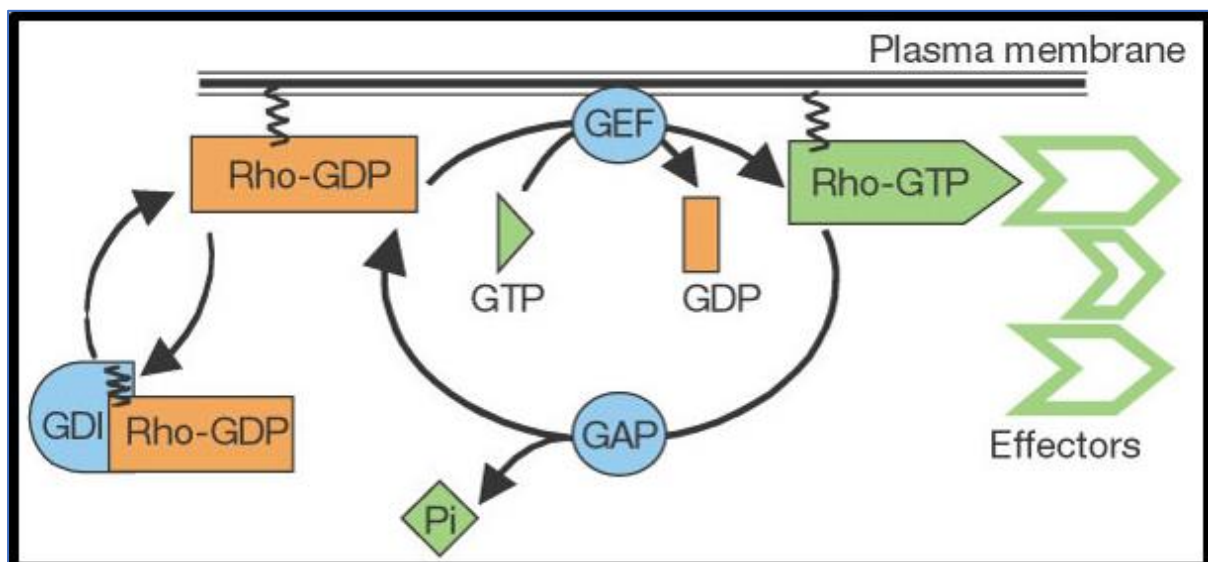 Plasma membrane
GEF
Rho-GDP
Rho-GTP
GTP
GDP
GDI
Rho-GDP
GAP
Effectors
Pi